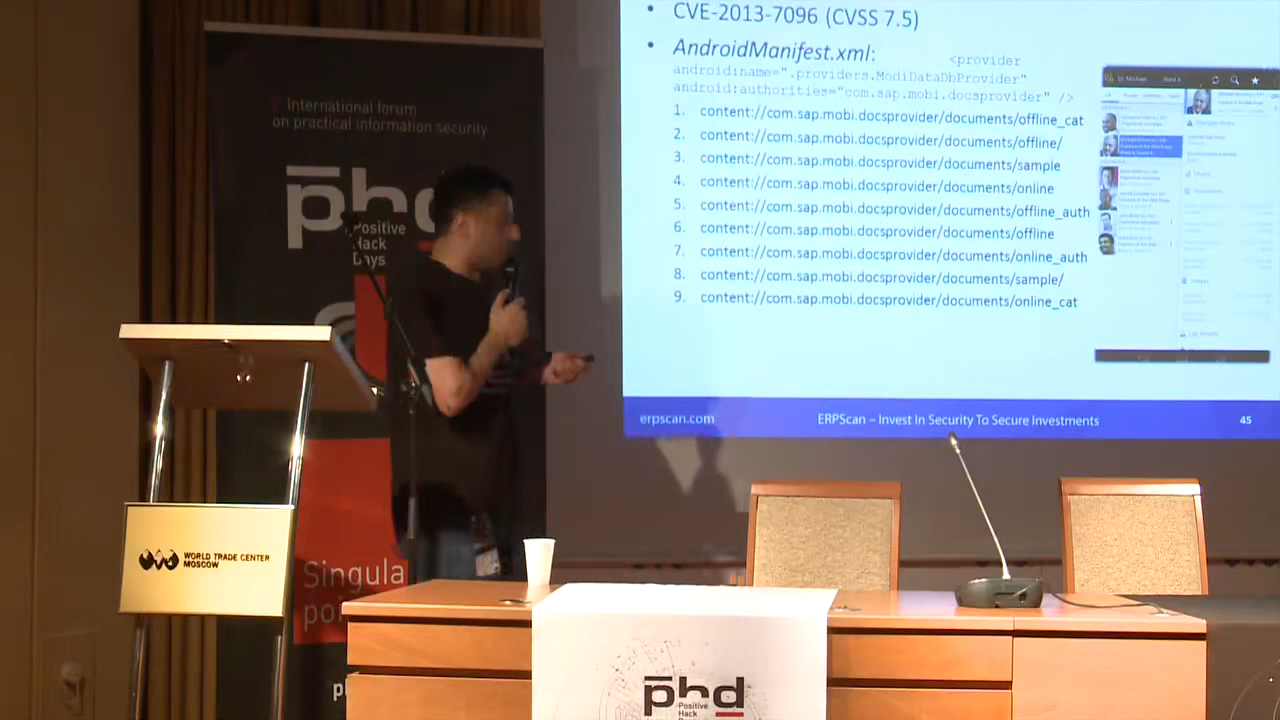 International forum
on practical information security
phd
Positive
Hack
Days
Singula
poi
WORLD TRADE CENTER
MOSCOW
• CVE-2013-7096 (CVSS 7.5)
• AndroidManifest.xml: <provider
android:name=".providers.ModiDataDbProvider"
android:authorities="com.sap.mobi.docsprovider" />
1. content://com.sap.mobi.docsprovider/documents/offline_cat
2. content://com.sap.mobi.docsprovider/documents/offline/
3. content://com.sap.mobi.docsprovider/documents/sample
4. content://com.sap.mobi.docsprovider/documents/online
5. content://com.sap.mobi.docsprovider/documents/offline_auth
6. content://com.sap.mobi.docsprovider/documents/offline
7. content://com.sap.mobi.docsprovider/documents/online_auth
8. content://com.sap.mobi.docsprovider/documents/sample/
9. content://com.sap.mobi.docsprovider/documents/online_cat
erpscan.com
ERPScan – Invest In Security To Secure Investments
45
phd
Positive
Hack